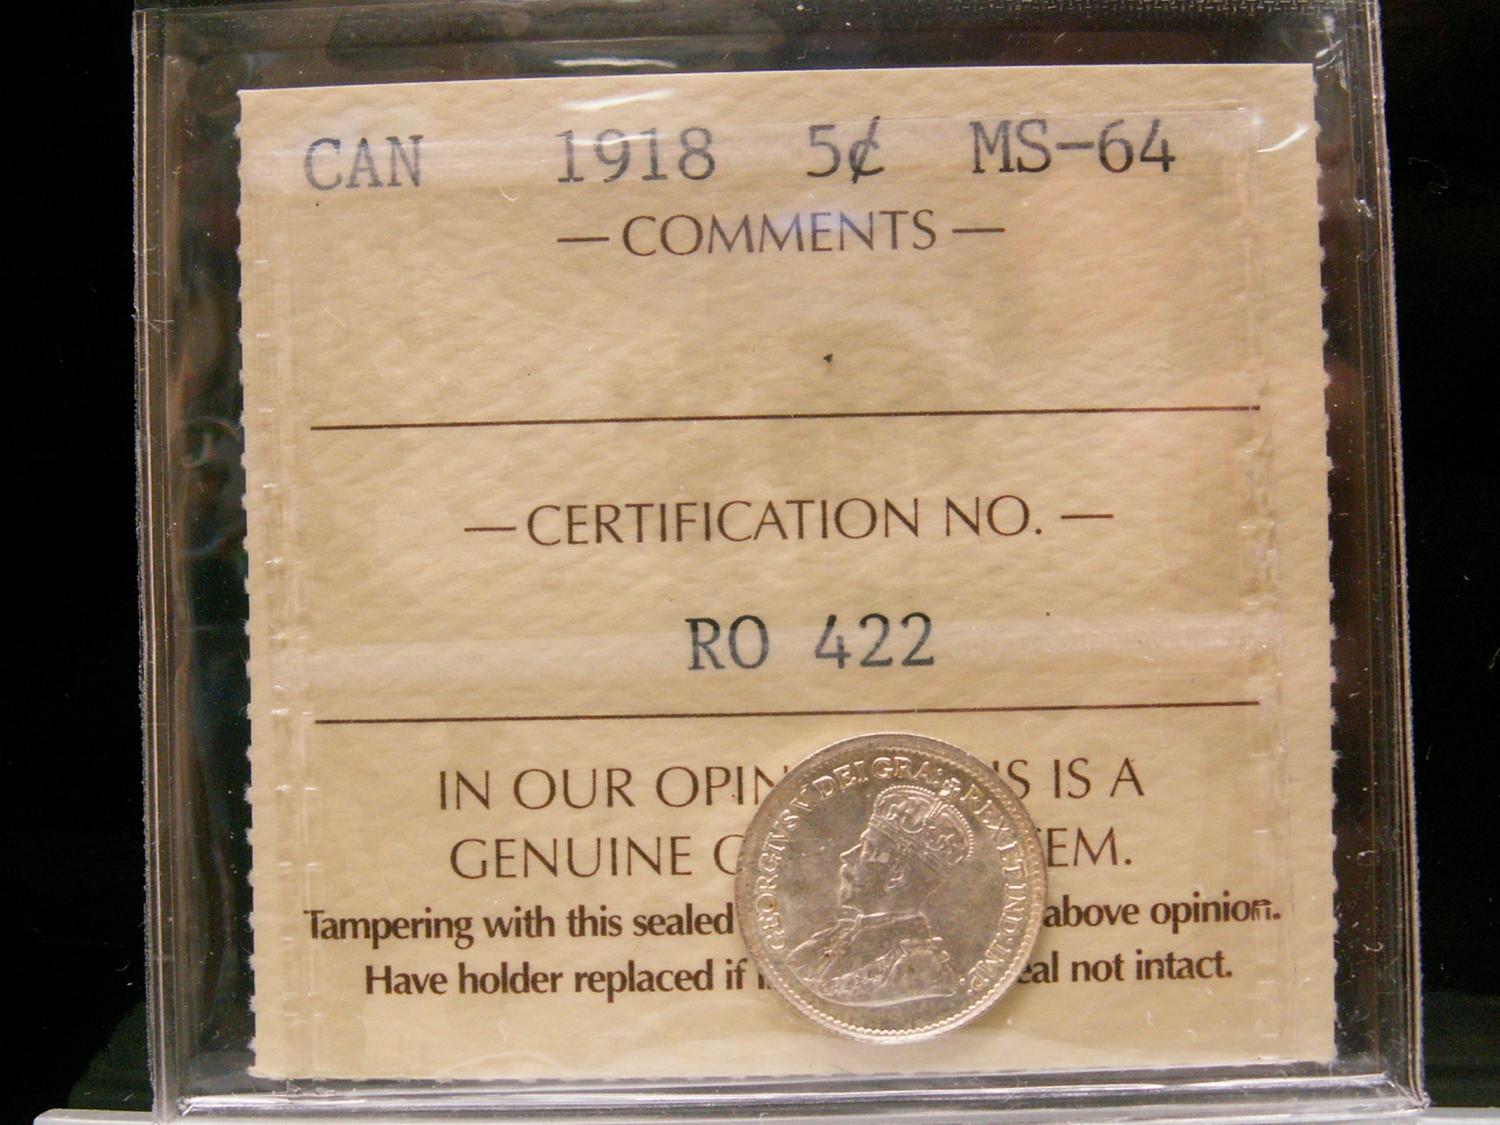 CAN 1918 5¢ MS-64
— COMMENTS —
— CERTIFICATION NO. —
RO 422
IN OUR OPIN IS IS A
GENUINE C EM.
Tampering with this sealed above opinion.
Have holder replaced if eal not intact.
GEORGIVS V DEI GRA: REX ET IND: IMP: